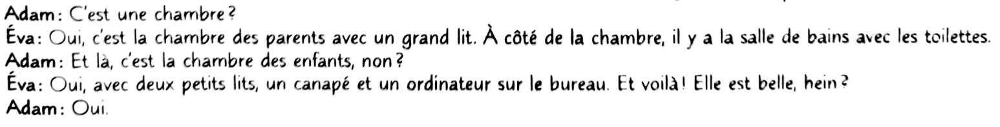 Adam: C'est une chambre?
Éva: Oui, c'est la chambre des parents avec un grand lit. À côté de la chambre, il y a la salle de bains avec les toilettes.
Adam: Et là, c'est la chambre des enfants, non?
Éva: Oui, avec deux petits lits, un canapé et un ordinateur sur le bureau. Et voilà! Elle est belle, hein?
Adam: Oui.